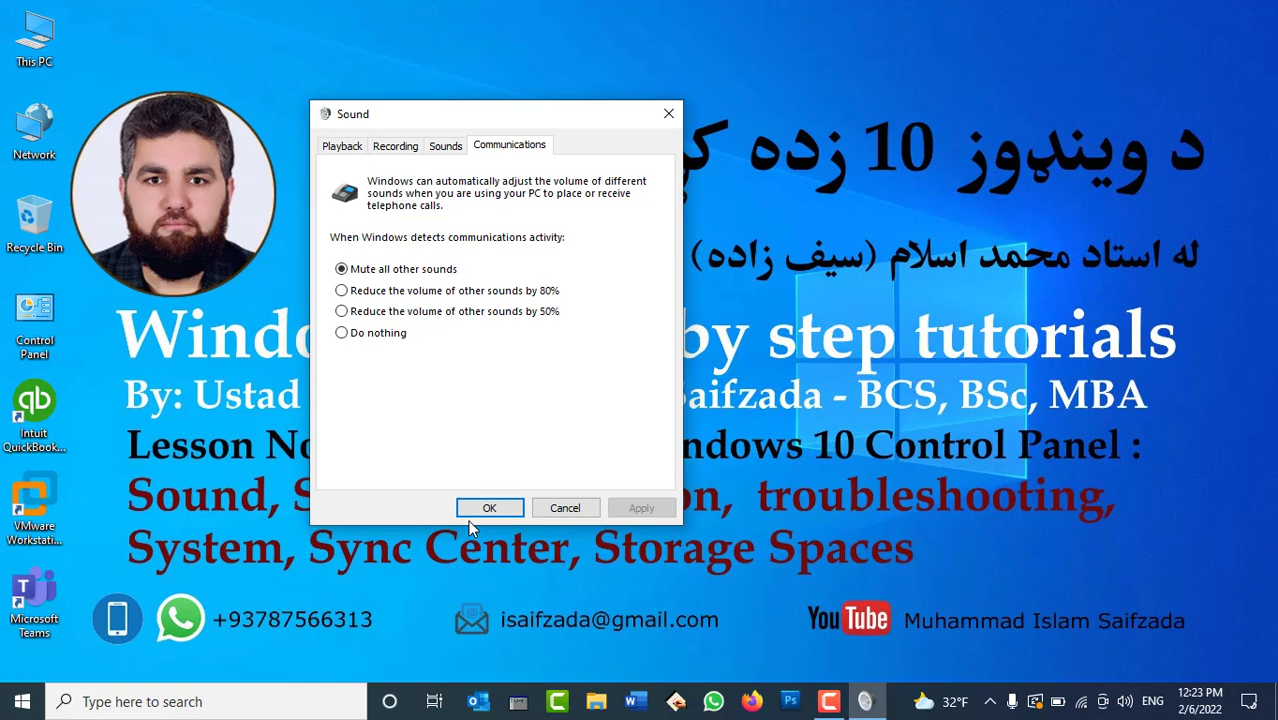 This PC
Network
Recycle Bin
Control
Panel
Intuit
QuickBook...
VMware
Workstati...
Microsoft
Teams
Sound
Playback
Recording
Sounds
Communications
Windows can automatically adjust the volume of different
sounds when you are using your PC to place or receive
telephone calls.
When Windows detects communications activity:
Mute all other sounds
Reduce the volume of other sounds by 80%
Reduce the volume of other sounds by 50%
Do nothing
OK
Cancel
Apply
د وینډوز 10 زده
له استاد محمد اسلام (سیف زاده)
by step tutorials
By: Ustad Saifzada - BCS, BSc, MBA
Lesson 10 Control Panel :
Sound, troubleshooting,
System, Sync Center, Storage Spaces
+93787566313
isaifzada@gmail.com
YouTube
Muhammad Islam Saifzada
Type here to search
32°F
ENG
12:23 PM
2/6/2022